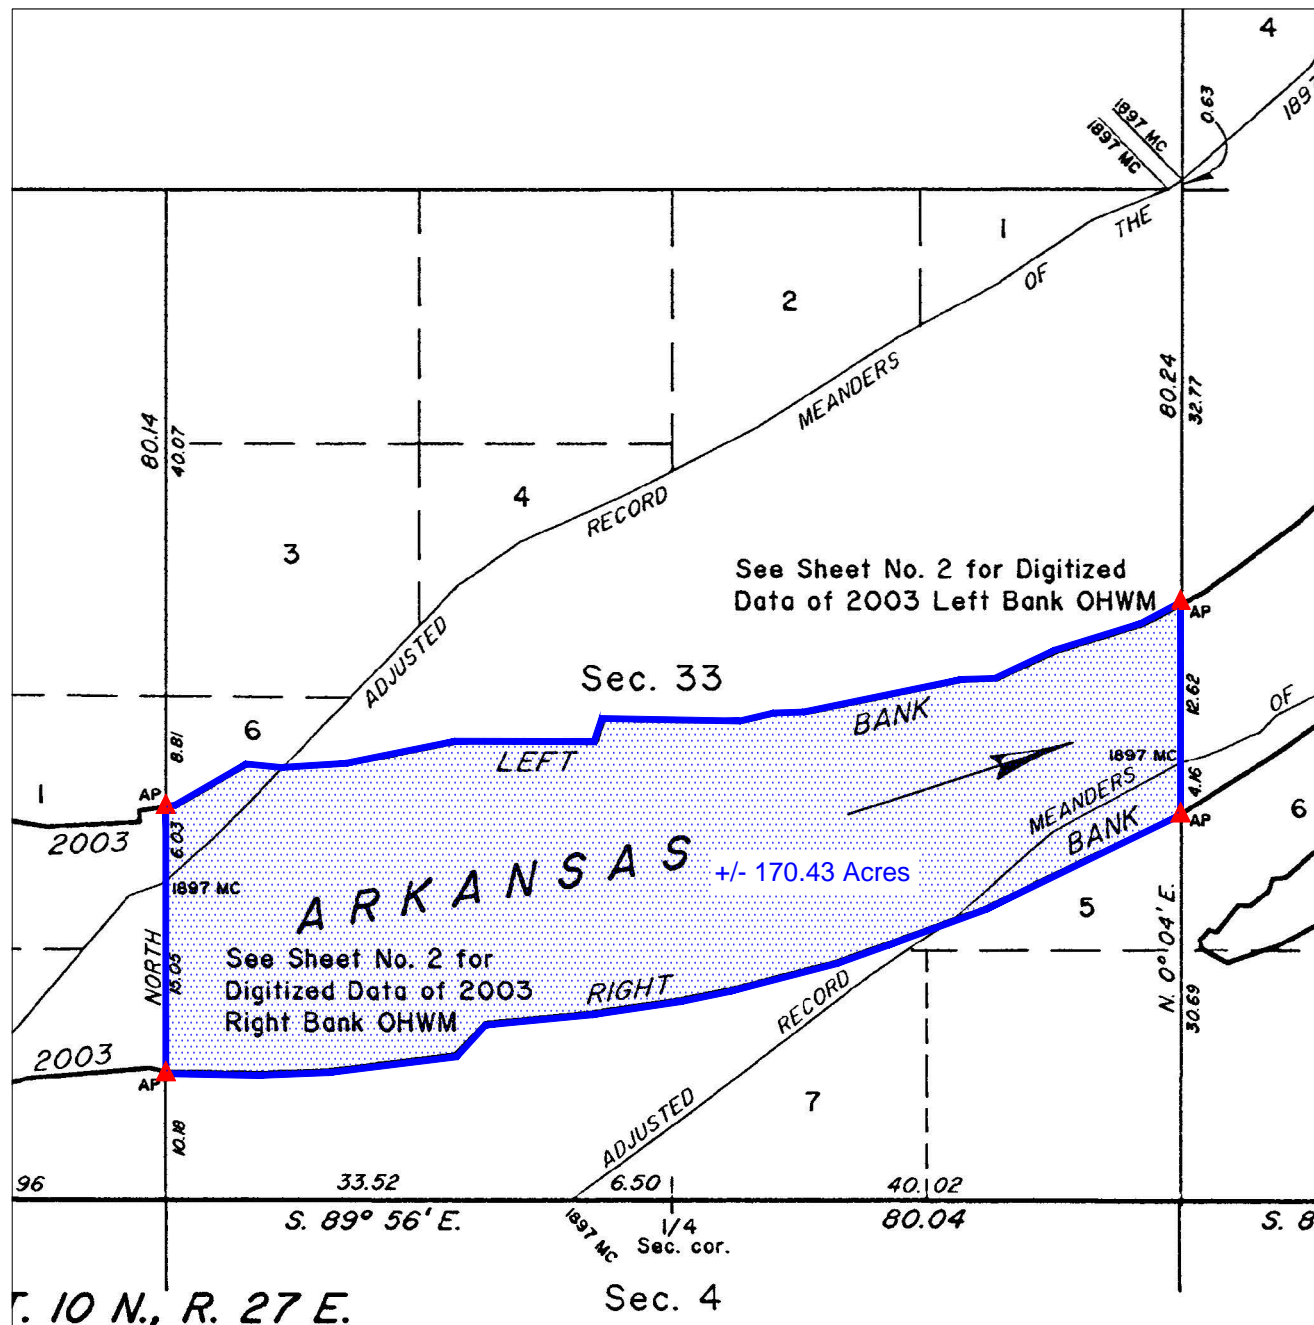 4
1897
0.63
1897 MC
1897 MC
1
THE
OF
2
MEANDERS
80.24
32.77
80.14
40.07
4
RECORD
3
See Sheet No. 2 for Digitized
Data of 2003 Left Bank OHWM
AP
ADJUSTED
Sec. 33
6
8.81
LEFT
BANK
12.62
OF
1897 MC
4.16
1
AP
2003
6.03
1897 MC
MEANDERS
BANK
AP
6
ARKANSAS
+/- 170.43 Acres
5
NORTH
15.05
See Sheet No. 2 for
Digitized Data of 2003
Right Bank OHWM
RIGHT
RECORD
N. 0° 04' E.
30.69
2003
AP
7
ADJUSTED
10.18
96
33.52
6.50
40.02
S. 89° 56' E.
1897 MC
1/4
Sec. cor.
80.04
S. 8
T. 10 N., R. 27 E.
Sec. 4